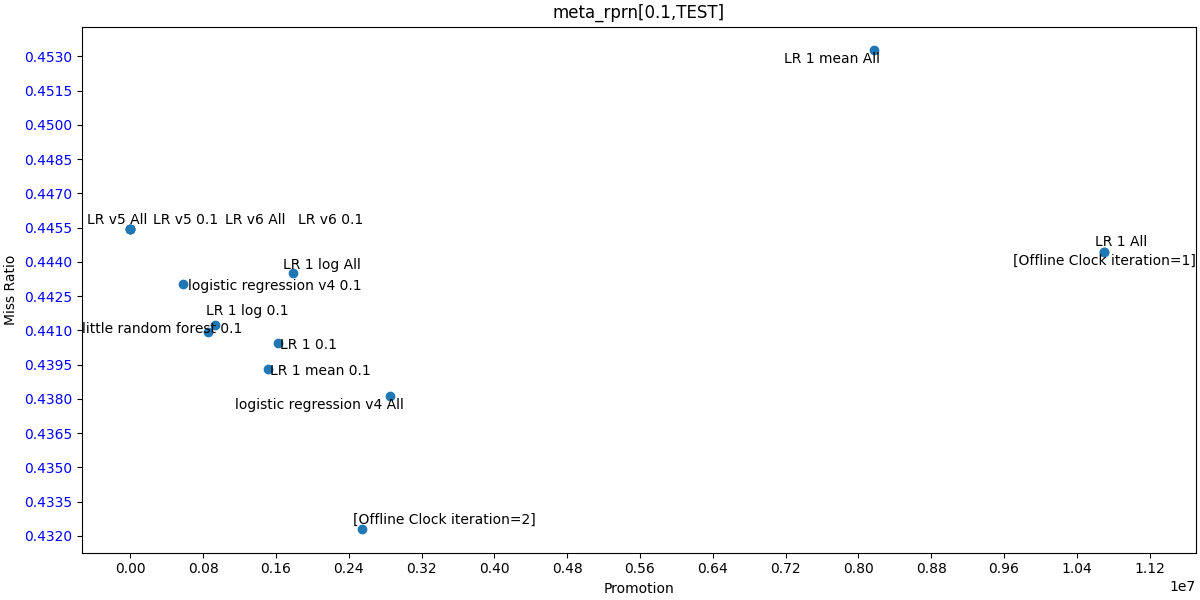 meta_rprn[0.1,TEST]
Miss Ratio
0.4530
0.4515
0.4500
0.4485
0.4470
0.4455
0.4440
0.4425
0.4410
0.4395
0.4380
0.4365
0.4350
0.4335
0.4320
LR 1 mean All
LR v5 All LR v5 0.1 LR v6 All LR v6 0.1
LR 1 All
[Offline Clock iteration=1]
LR 1 log All
logistic regression v4 0.1
LR 1 log 0.1
little random forest 0.1
LR 1 0.1
LR 1 mean 0.1
logistic regression v4 All
[Offline Clock iteration=2]
0.00 0.08 0.16 0.24 0.32 0.40 0.48 0.56 0.64 0.72 0.80 0.88 0.96 1.04 1.12
1e7
Promotion